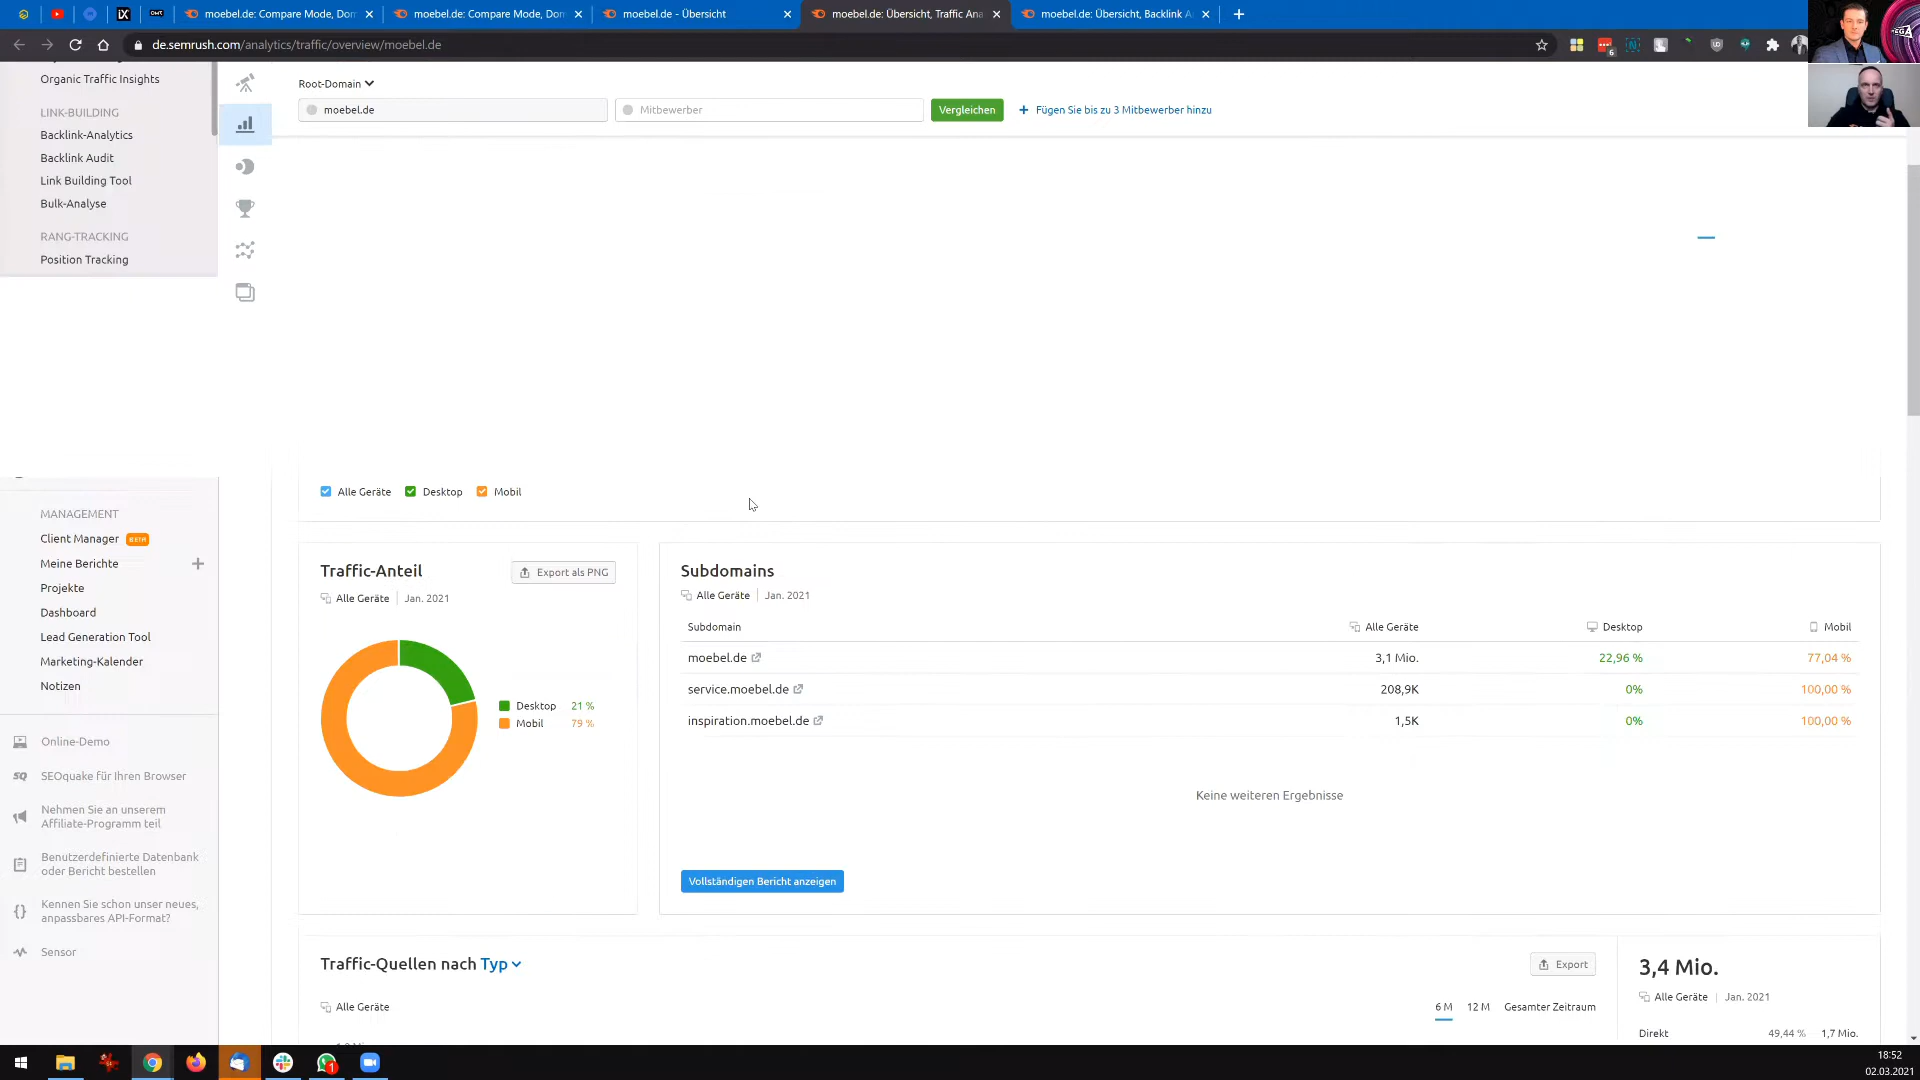 moebel.de: Compare Mode, Dom
moebel.de: Compare Mode, Dom
moebel.de - Übersicht
moebel.de: Übersicht, Traffic Ana
moebel.de: Übersicht, Backlink A
de.semrush.com/analytics/traffic/overview/moebel.de
Organic Traffic Insights
LINK-BUILDING
Backlink-Analytics
Backlink Audit
Link Building Tool
Bulk-Analyse
RANG-TRACKING
Position Tracking
Root-Domain
moebel.de
Mitbewerber
Vergleichen
+ Fügen Sie bis zu 3 Mitbewerber hinzu
Alle Geräte
Desktop
Mobil
MANAGEMENT
Client Manager BETA
Meine Berichte
Projekte
Dashboard
Lead Generation Tool
Marketing-Kalender
Notizen
Online-Demo
SQ SEOquake für Ihren Browser
Nehmen Sie an unserem
Affiliate-Programm teil
Benutzerdefinierte Datenbank
oder Bericht bestellen
Kennen Sie schon unser neues,
anpassbares API-Format?
Sensor
Traffic-Anteil
Export als PNG
Alle Geräte | Jan. 2021
Desktop 21 %
Mobil 79 %
Subdomains
Alle Geräte | Jan. 2021
Subdomain Alle Geräte Desktop Mobil
moebel.de 3,1 Mio. 22,96 % 77,04 %
service.moebel.de 208,9K 0% 100,00 %
inspiration.moebel.de 1,5K 0% 100,00 %
Keine weiteren Ergebnisse
Vollständigen Bericht anzeigen
Traffic-Quellen nach Typ
Export
Alle Geräte
6 M 12 M Gesamter Zeitraum
3,4 Mio.
Alle Geräte | Jan. 2021
Direkt 49,44 % 1,7 Mio.
18:52
02.03.2021